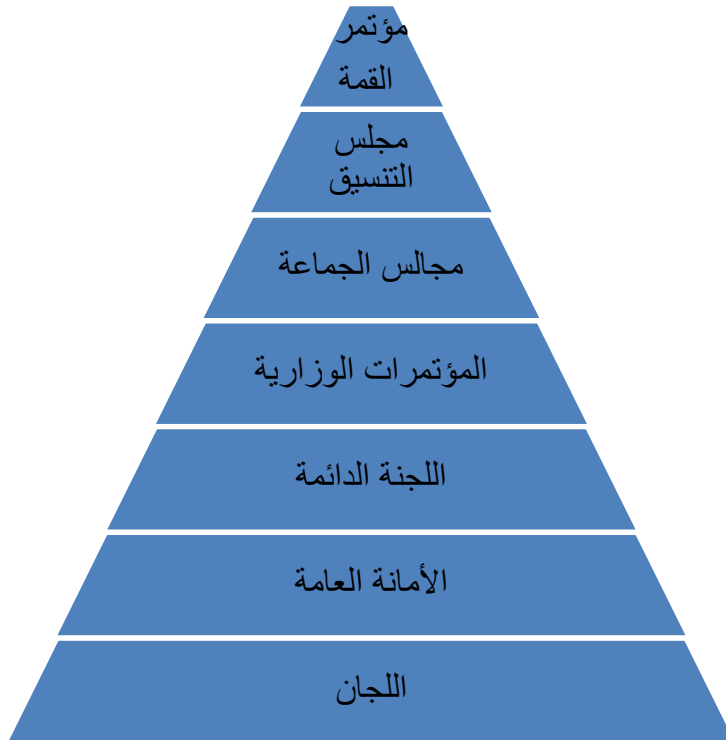 مؤتمر
القمة
مجلس
التنسيق
مجالس الجماعة
المؤتمرات الوزارية
اللجنة الدائمة
الأمانة العامة
اللجان